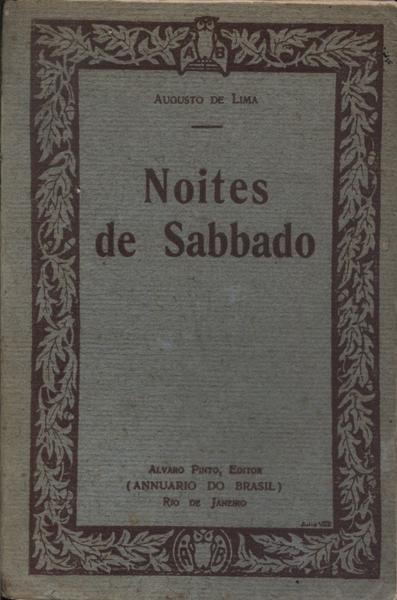 A B
AUGUSTO DE LIMA
Noites
de Sabbado
ALVARO PINTO, EDITOR
(ANNUARIO DO BRASIL)
RIO DE JANEIRO
A B